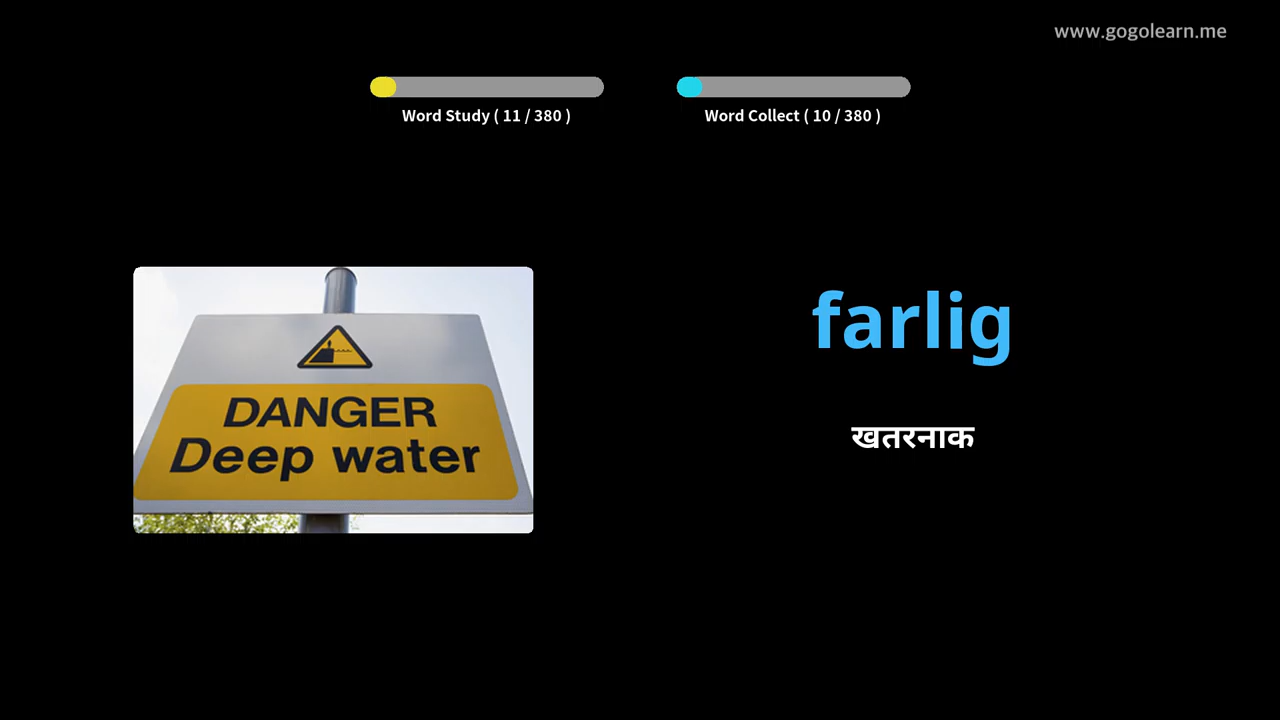 www.gogolearn.me
Word Study ( 11 / 380 )
Word Collect ( 10 / 380 )
DANGER
Deep water
farlig
खतरनाक